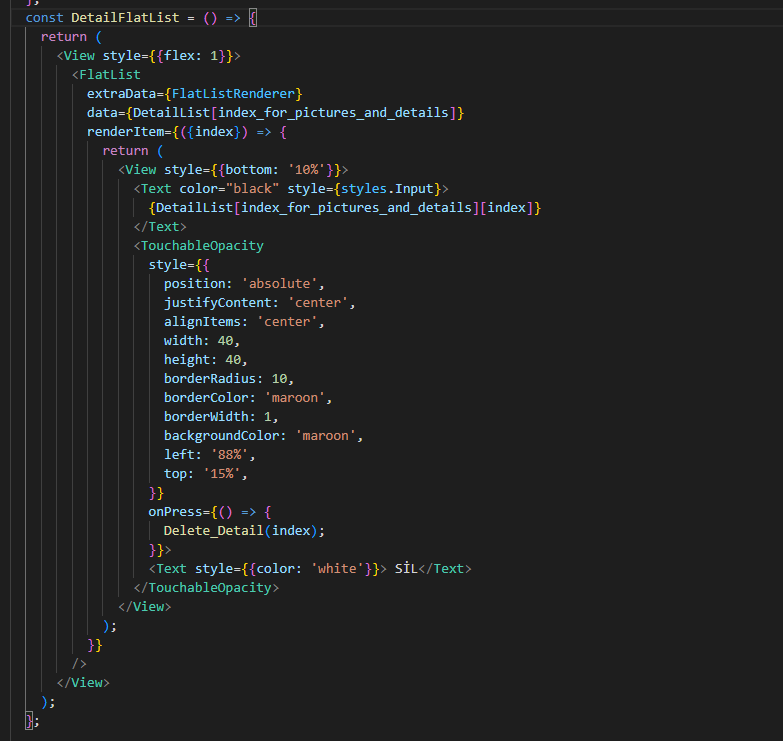 ];
const DetailFlatList = () => {
  return (
    <View style={{flex: 1}}>
      <FlatList
        extraData={FlatListRenderer}
        data={DetailList[index_for_pictures_and_details]}
        renderItem={({index}) => {
          return (
            <View style={{bottom: '10%'}}>
              <Text color="black" style={styles.Input}>
                {DetailList[index_for_pictures_and_details][index]}
              </Text>
              <TouchableOpacity
                style={{
                  position: 'absolute',
                  justifyContent: 'center',
                  alignItems: 'center',
                  width: 40,
                  height: 40,
                  borderRadius: 10,
                  borderColor: 'maroon',
                  borderWidth: 1,
                  backgroundColor: 'maroon',
                  left: '88%',
                  top: '15%',
                }}
                onPress={() => {
                  Delete_Detail(index);
                }}>
                <Text style={{color: 'white'}}> SİL</Text>
              </TouchableOpacity>
            </View>
          );
        }}
      />
    </View>
  );
};